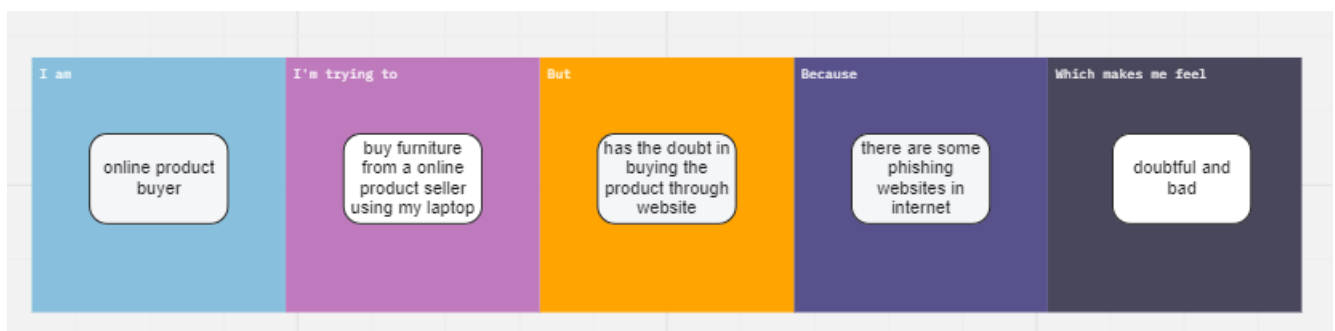 I am
online product
buyer
I'm trying to
buy furniture
from a online
product seller
using my laptop
But
has the doubt in
buying the
product through
website
Because
there are some
phishing
websites in
internet
Which makes me feel
doubtful and
bad